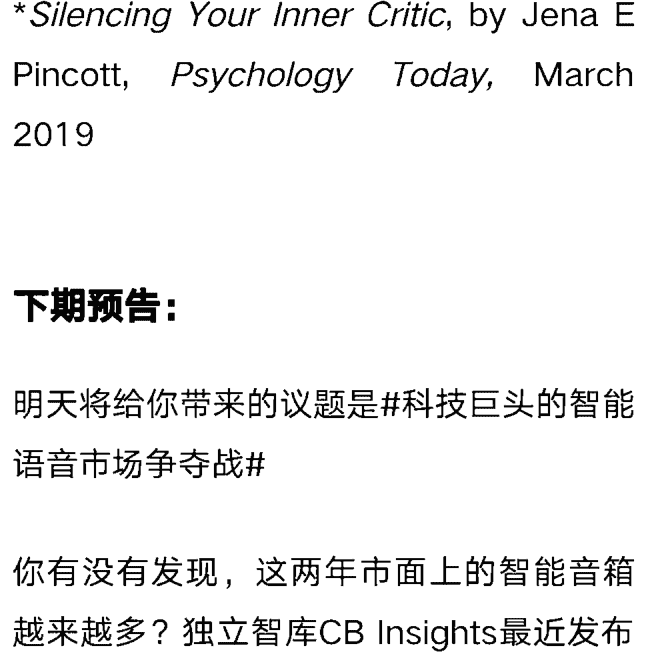 *Silencing Your Inner Critic, by Jena E
Pincott, Psychology Today, March
2019
下期预告：
明天将给你带来的议题是#科技巨头的智能
语音市场争夺战#
你有没有发现，这两年市面上的智能音箱
越来越多？独立智库CB Insights最近发布